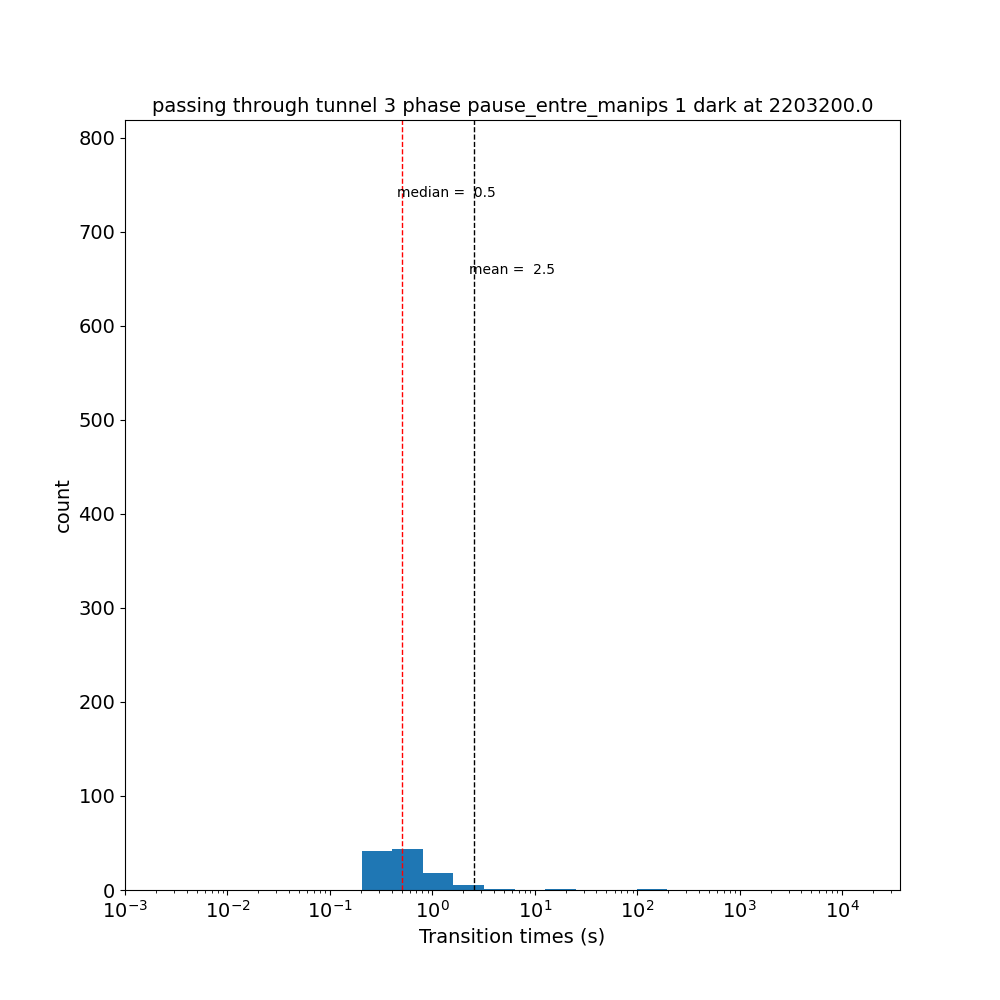 passing through tunnel 3 phase pause_entre_manips 1 dark at 2203200.0
800
700
600
500
400
300
200
100
0
count
median =  0.5
mean =  2.5
10⁻³ 10⁻² 10⁻¹ 10⁰ 10¹ 10² 10³ 10⁴
Transition times (s)